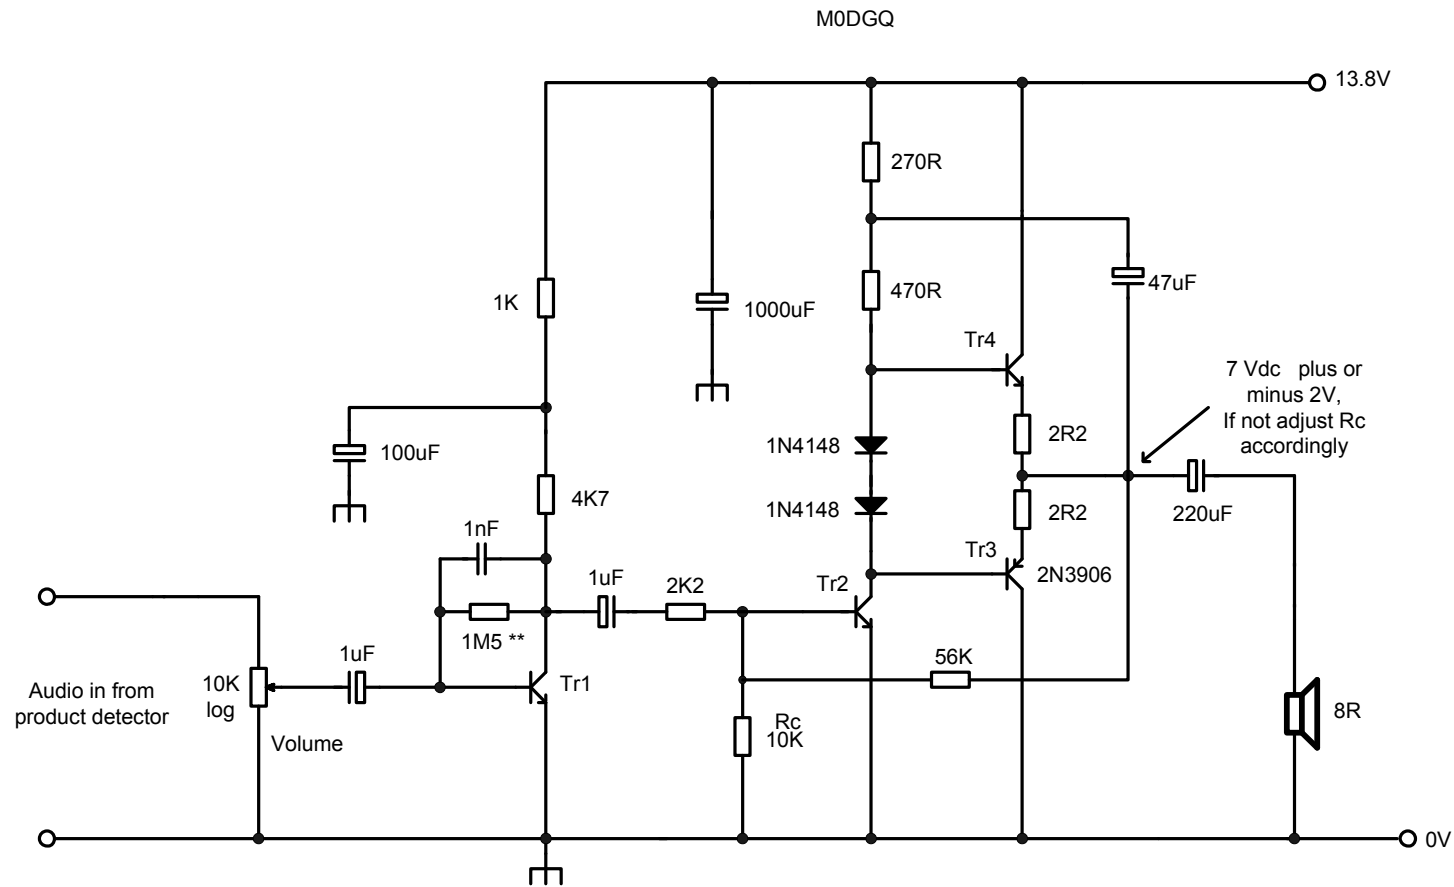 M0DGQ
13.8V
270R
1K
1000uF
470R
47uF
Tr4
7 Vdc plus or
minus 2V,
If not adjust Rc
accordingly
100uF
1N4148
2R2
4K7
1N4148
2R2
220uF
1nF
Tr3
2N3906
1uF
2K2
Tr2
1M5 **
1uF
56K
Audio in from
product detector
10K
log
Tr1
Rc
10K
8R
Volume
0V